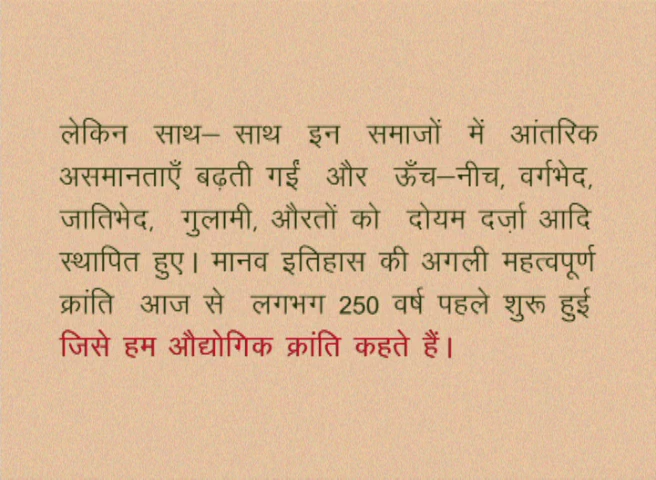 लेकिन साथ– साथ इन समाजों में आंतरिक
असमानताएँ बढ़ती गईं और ऊँच–नीच, वर्गभेद,
जातिभेद, गुलामी, औरतों को दोयम दर्ज़ा आदि
स्थापित हुए। मानव इतिहास की अगली महत्वपूर्ण
क्रांति आज से लगभग 250 वर्ष पहले शुरू हुई
जिसे हम औद्योगिक क्रांति कहते हैं।